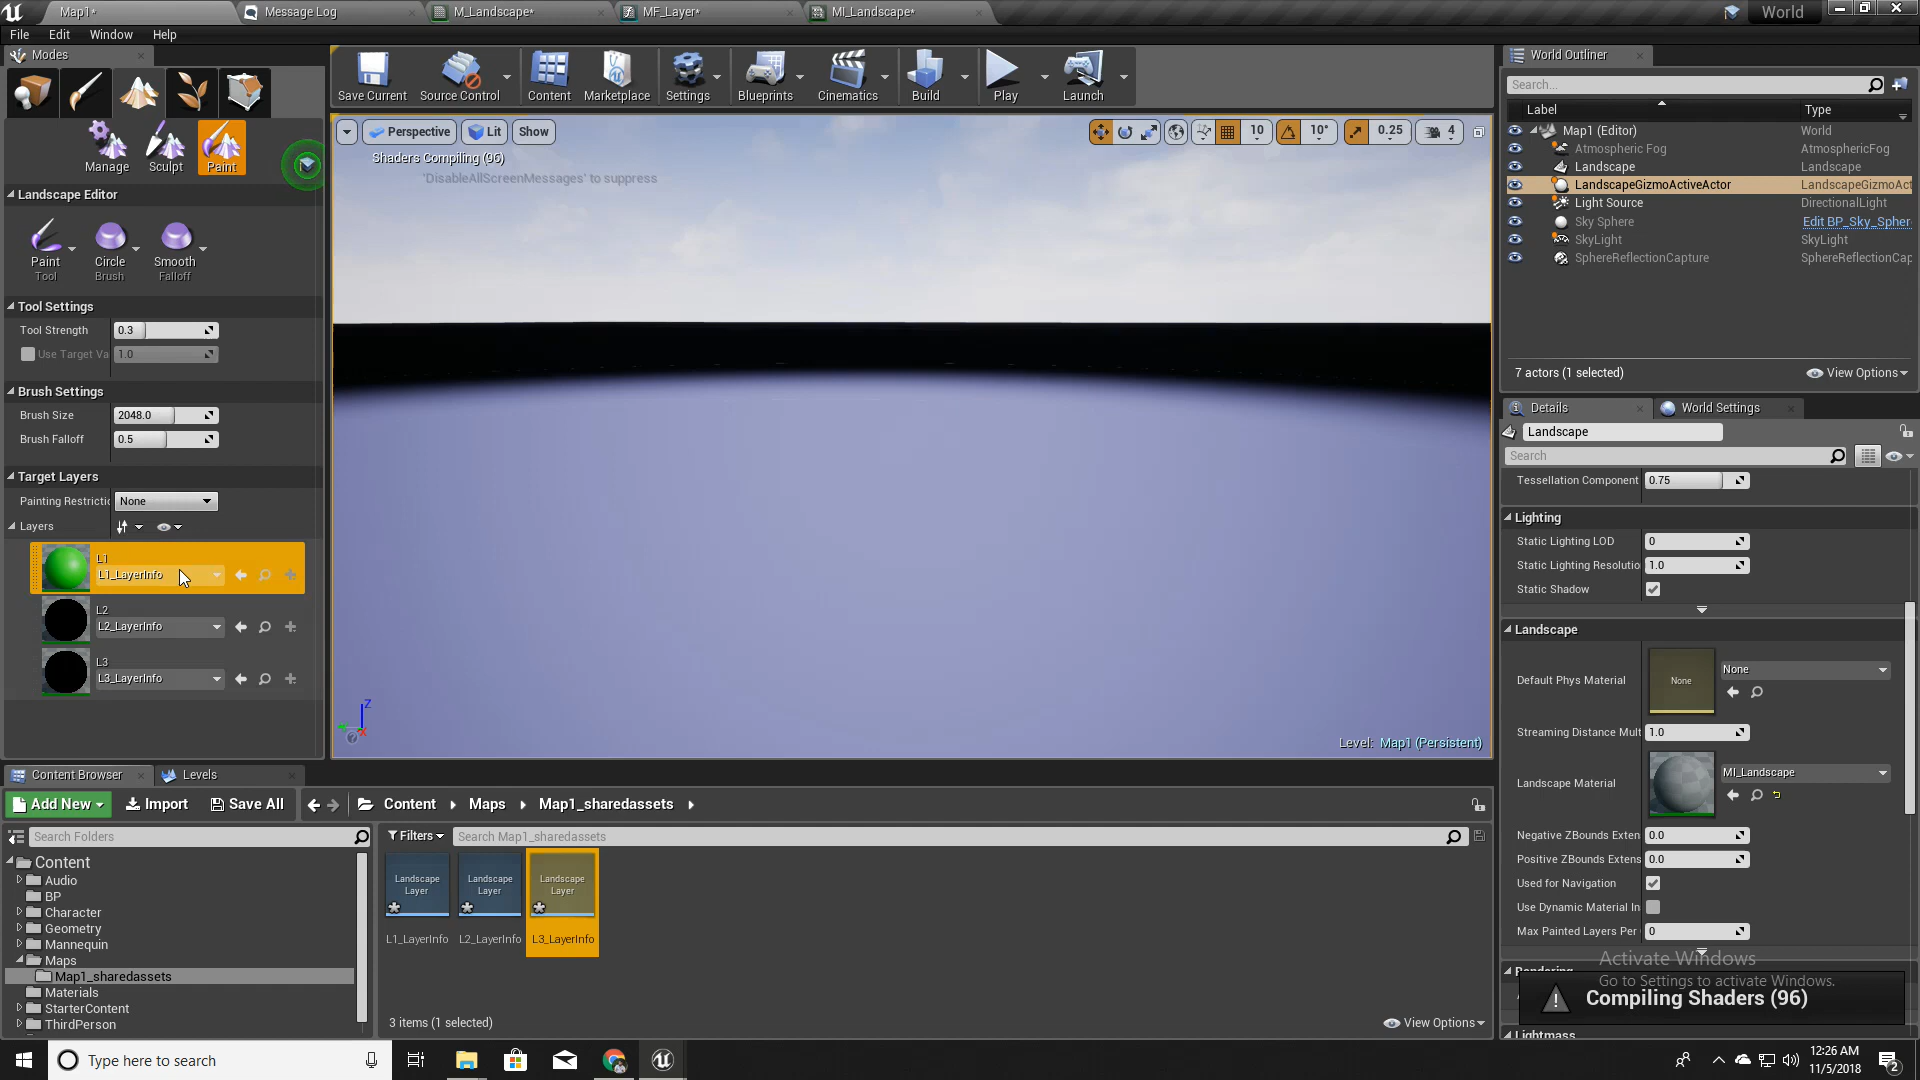 Map1*
Message Log
M_Landscape*
MF_Layer*
MI_Landscape*
World
File Edit Window Help
Modes
Manage Sculpt Paint
Landscape Editor
Paint Circle Smooth
Tool Brush Falloff
Tool Settings
Tool Strength 0.3
Use Target Va 1.0
Brush Settings
Brush Size 2048.0
Brush Falloff 0.5
Target Layers
Painting Restrictio None
Layers
L1
L1_LayerInfo
L2
L2_LayerInfo
L3
L3_LayerInfo
Save Current Source Control Content Marketplace Settings Blueprints Cinematics Build Play Launch
Perspective Lit Show
10 10° 0.25 4
Shaders Compiling (96)
'DisableAllScreenMessages' to suppress
Z
Level: Map1 (Persistent)
World Outliner
Search...
Label Type
Map1 (Editor) World
Atmospheric Fog AtmosphericFog
Landscape Landscape
LandscapeGizmoActiveActor LandscapeGizmoAct
Light Source DirectionalLight
Sky Sphere Edit BP_Sky_Spher
SkyLight SkyLight
SphereReflectionCapture SphereReflectionCap
7 actors (1 selected) View Options
Details World Settings
Landscape
Search
Tessellation Component 0.75
Lighting
Static Lighting LOD 0
Static Lighting Resolutio 1.0
Static Shadow
Landscape
Default Phys Material None None
Streaming Distance Mult 1.0
Landscape Material MI_Landscape
Negative ZBounds Exten 0.0
Positive ZBounds Extens 0.0
Used for Navigation
Use Dynamic Material In
Max Painted Layers Per 0
Activate Windows
Go to Settings to activate Windows.
Compiling Shaders (96)
Lightmass
Content Browser Levels
Add New Import Save All Content Maps Map1_sharedassets
Search Folders
Content
Audio
BP
Character
Geometry
Mannequin
Maps
Map1_sharedassets
Materials
StarterContent
ThirdPerson
Filters Search Map1_sharedassets
Landscape Layer
Landscape Layer
Landscape Layer
L1_LayerInfo L2_LayerInfo L3_LayerInfo
3 items (1 selected) View Options
Type here to search
12:26 AM
11/5/2018
2